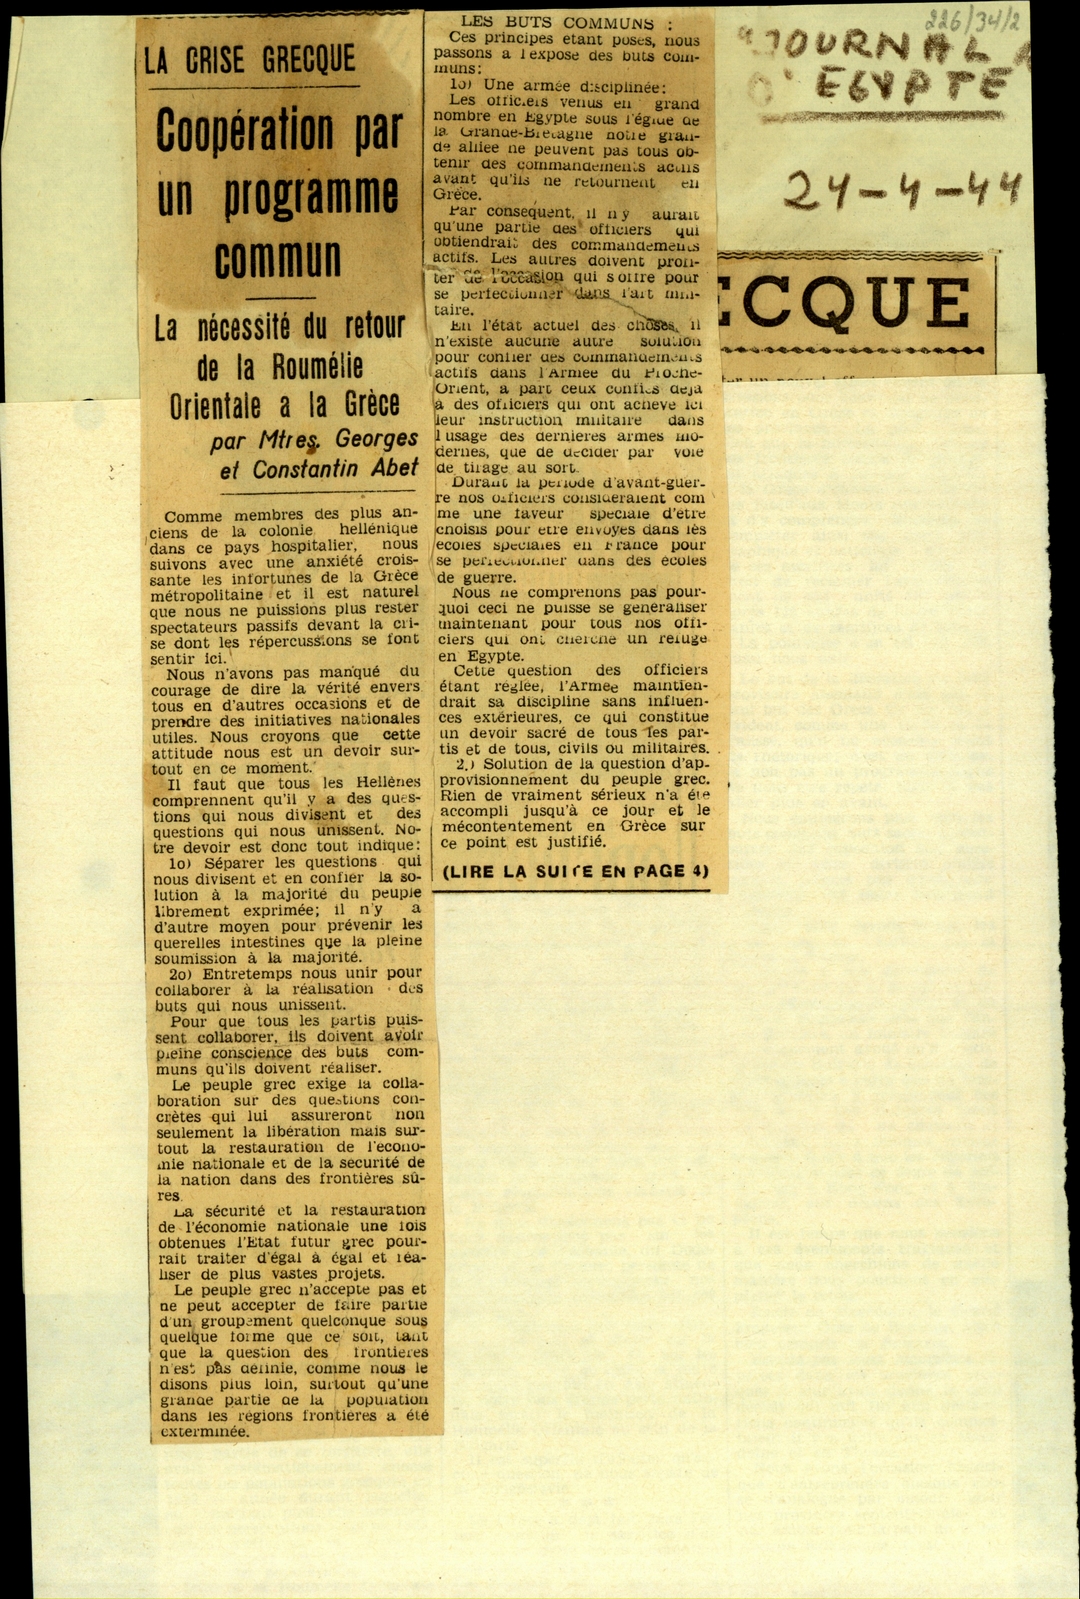 226/34/2
"JOURNAL
D'EGYPTE
24-4-44
ECQUE
LA CRISE GRECQUE
Coopération par
un programme
commun
La nécessité du retour
de la Roumélie
Orientale a la Grèce
par Mtres. Georges
et Constantin Abet
Comme membres des plus an-
ciens de la colonie hellénique
dans ce pays hospitalier, nous
suivons avec une anxiété crois-
sante les infortunes de la Grèce
métropolitaine et il est naturel
que nous ne puissions plus rester
spectateurs passifs devant la cri-
se dont les répercussions se font
sentir ici.
Nous n'avons pas manqué du
courage de dire la vérité envers
tous en d'autres occasions et de
prendre des initiatives nationales
utiles. Nous croyons que cette
attitude nous est un devoir sur-
tout en ce moment.
Il faut que tous les Hellènes
comprennent qu'il y a des ques-
tions qui nous divisent et des
questions qui nous unissent. No-
tre devoir est donc tout indique:
1o) Séparer les questions qui
nous divisent et en confier la so-
lution à la majorité du peuple
librement exprimée; il n'y a
d'autre moyen pour prévenir les
querelles intestines que la pleine
soumission à la majorité.
2o) Entretemps nous unir pour
collaborer à la réalisation des
buts qui nous unissent.
Pour que tous les partis puis-
sent collaborer, ils doivent avoir
pleine conscience des buts com-
muns qu'ils doivent réaliser.
Le peuple grec exige la colla-
boration sur des questions con-
crètes qui lui assureront non
seulement la libération mais sur-
tout la restauration de l'econo-
mie nationale et de la securité de
la nation dans des frontières sû-
res.
La sécurité et la restauration
de l'économie nationale une fois
obtenues l'Etat futur grec pour-
rait traiter d'égal à égal et réa-
liser de plus vastes projets.
Le peuple grec n'accepte pas et
ne peut accepter de faire partie
d'un groupement quelconque sous
quelque forme que ce soit, tant
que la question des frontières
n'est pas définie, comme nous le
disons plus loin, surtout qu'une
grande partie de la population
dans les régions frontières a été
exterminée.
LES BUTS COMMUNS :
Ces principes etant posés, nous
passons a l'exposé des buts com-
muns:
1o) Une armée disciplinée:
Les officiers venus en grand
nombre en Egypte sous l'égide de
la Grande-Bretagne notre gran-
de alliée ne peuvent pas tous ob-
tenir des commandements actifs
avant qu'ils ne retournent en
Grèce.
Par conséquent, il n'y aurait
qu'une partie des officiers qui
obtiendrait des commandements
actifs. Les autres doivent profi-
ter de l'occasion qui s'offre pour
se perfectionner dans l'art mili-
taire.
En l'état actuel des choses, il
n'existe aucune autre solution
pour confier des commandements
actifs dans l'Armée du Proche-
Orient, a part ceux confiés deja
à des officiers qui ont achevé ici
leur instruction militaire dans
l'usage des dernières armes mo-
dernes, que de décider par voie
de tirage au sort.
Durant la période d'avant-guer-
re nos officiers considéraient com
me une faveur spéciale d'être
choisis pour etre envoyés dans lès
ecoles spéciales en France pour
se perfectionner dans des écoles
de guerre.
Nous ne comprenons pas pour-
quoi ceci ne puisse se généraliser
maintenant pour tous nos offi-
ciers qui ont cherché un refuge
en Egypte.
Cette question des officiers
étant réglée, l'Armée maintien-
drait sa discipline sans influen-
ces extérieures, ce qui constitue
un devoir sacré de tous les par-
tis et de tous, civils ou militaires.
2.) Solution de la question d'ap-
provisionnement du peuple grec.
Rien de vraiment sérieux n'a été
accompli jusqu'à ce jour et le
mécontentement en Grèce sur
ce point est justifié.
(LIRE LA SUITE EN PAGE 4)